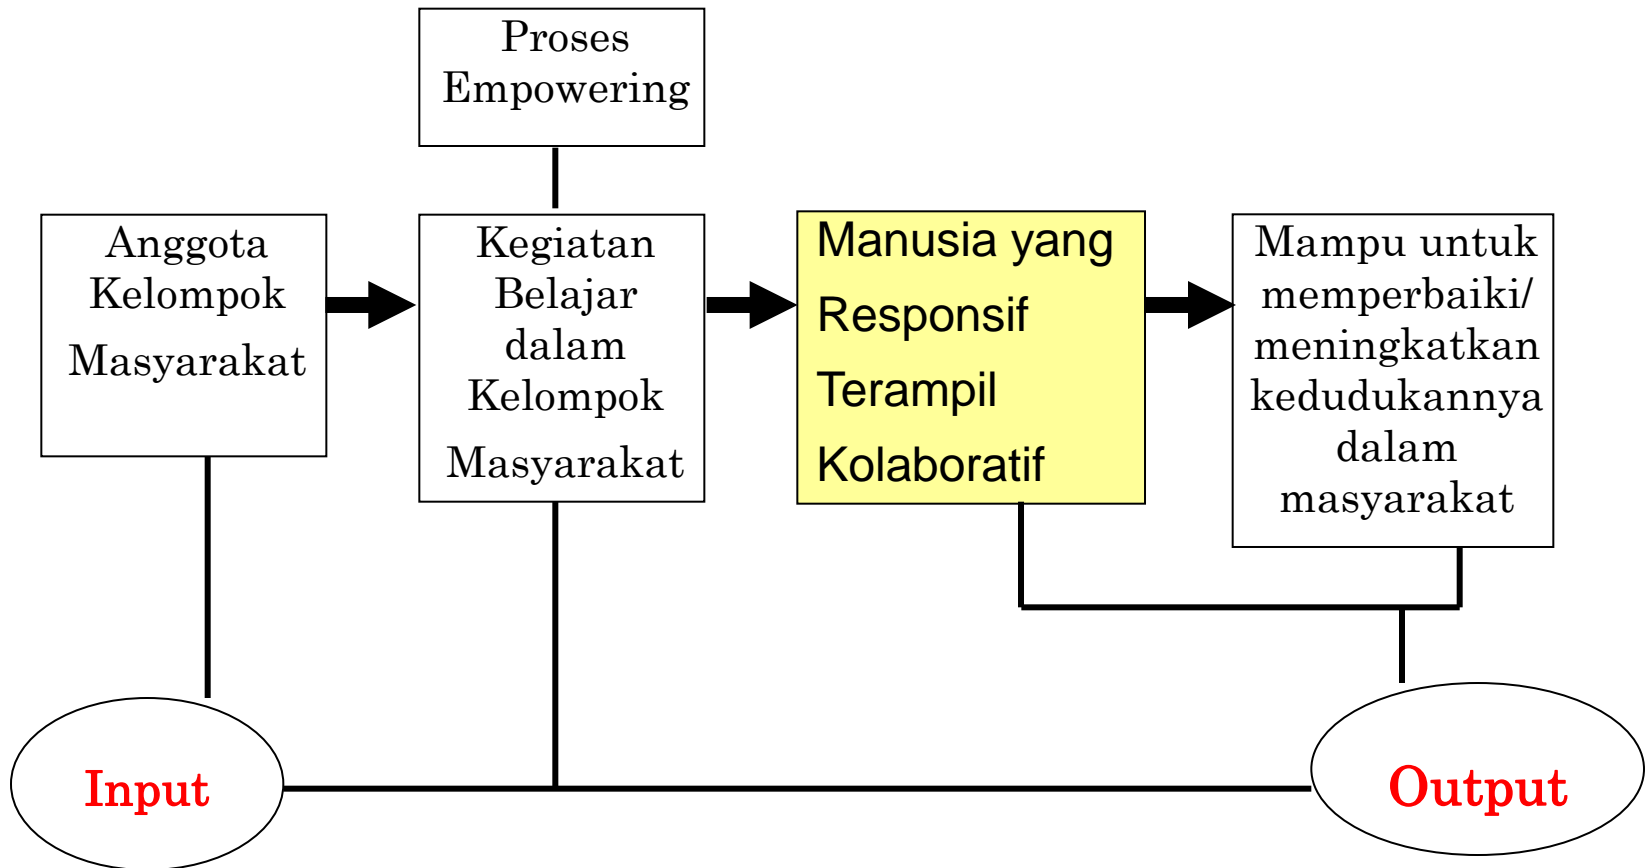 Proses
Empowering
Anggota
Kelompok
Masyarakat
Kegiatan
Belajar
dalam
Kelompok
Masyarakat
Manusia yang
Responsif
Terampil
Kolaboratif
Mampu untuk
memperbaiki/
meningkatkan
kedudukannya
dalam
masyarakat
Input
Output